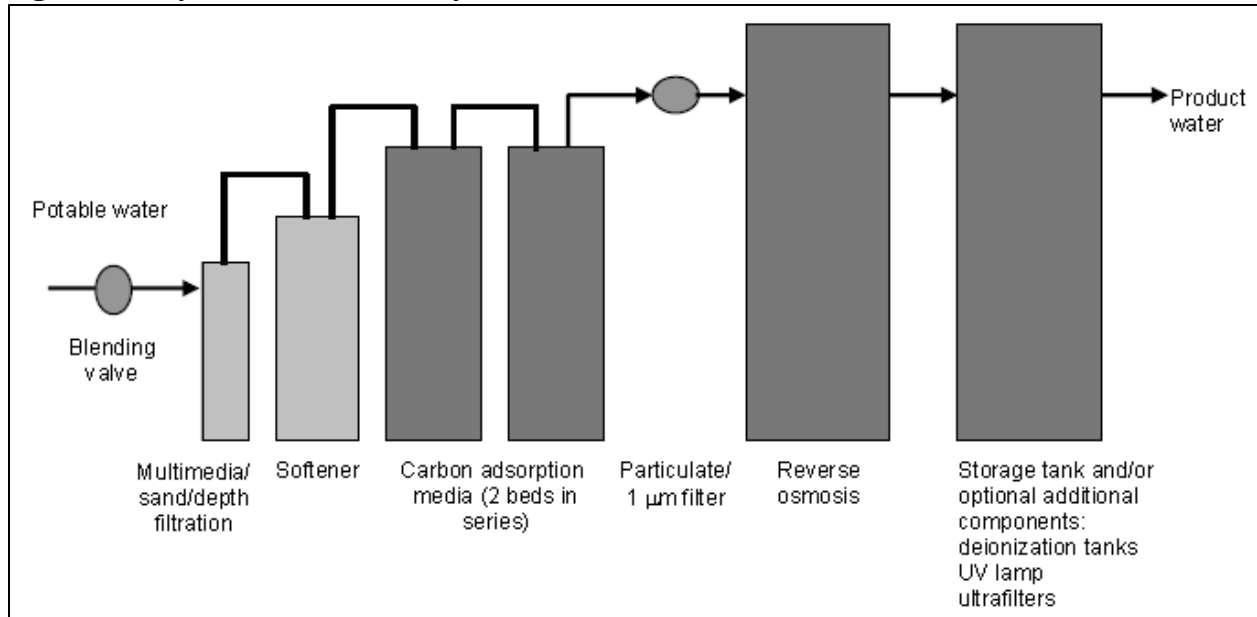 Potable water
Blending
valve
Multimedia/
sand/depth
filtration
Softener
Carbon adsorption
media (2 beds in
series)
Particulate/
1 μm filter
Reverse
osmosis
Storage tank and/or
optional additional
components:
deionization tanks
UV lamp
ultrafilters
Product
water